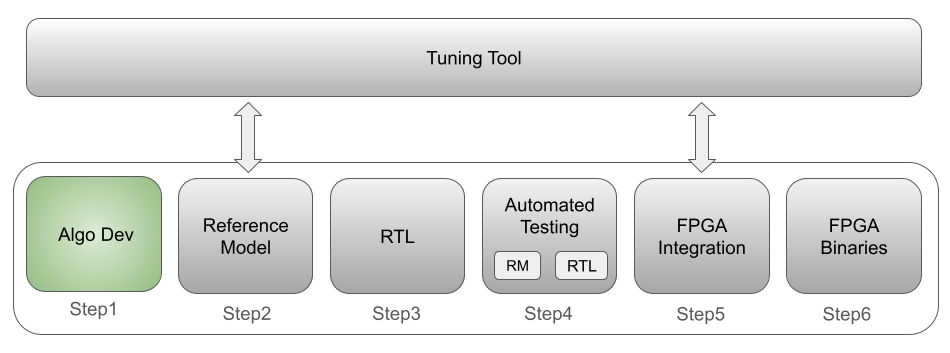 Tuning Tool
Algo Dev
Reference
Model
RTL
Automated
Testing
RM
RTL
FPGA
Integration
FPGA
Binaries
Step1
Step2
Step3
Step4
Step5
Step6